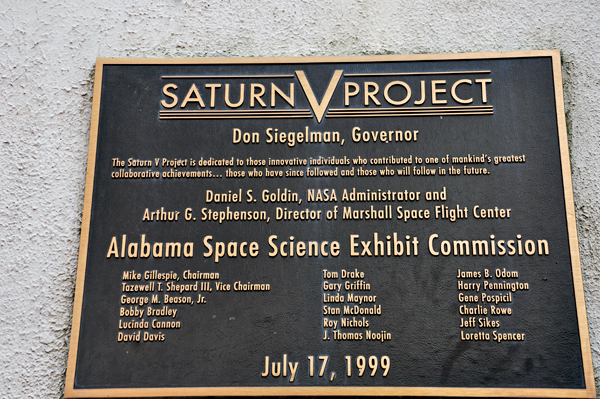 SATURN V PROJECT
Don Siegelman, Governor
The Saturn V Project is dedicated to those innovative individuals who contributed to one of mankind's greatest
collaborative achievements... those who have since followed and those who will follow in the future.
Daniel S. Goldin, NASA Administrator and
Arthur G. Stephenson, Director of Marshall Space Flight Center
Alabama Space Science Exhibit Commission
Mike Gillespie, Chairman
Tazewell T. Shepard III, Vice Chairman
George M. Beason, Jr.
Bobby Bradley
Lucinda Cannon
David Davis
Tom Drake
Gary Griffin
Linda Maynor
Stan McDonald
Roy Nichols
J. Thomas Noojin
James B. Odom
Harry Pennington
Gene Pospicil
Charlie Rowe
Jeff Sikes
Loretta Spencer
July 17, 1999